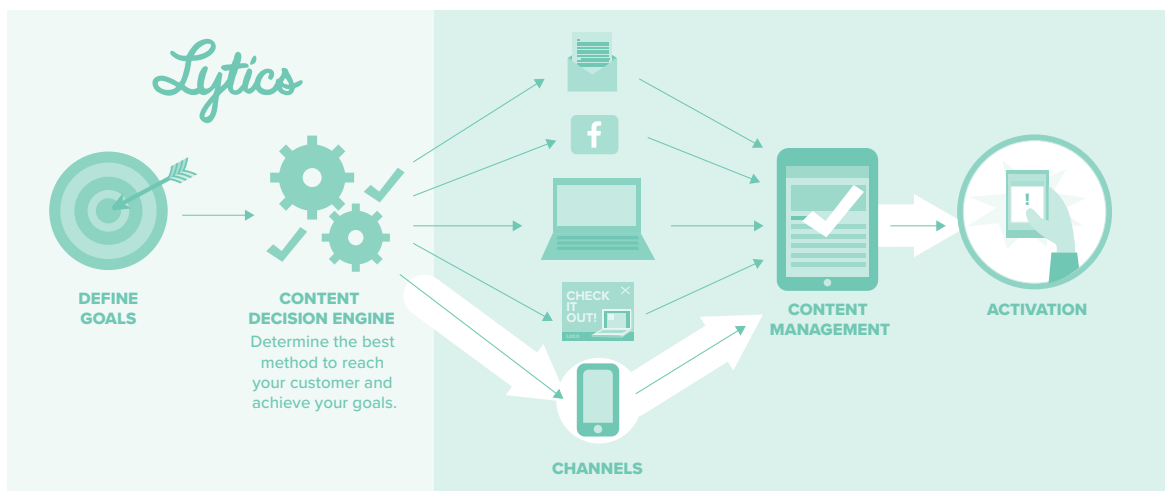 Lytics
DEFINE
GOALS
CONTENT
DECISION ENGINE
Determine the best
method to reach
your customer and
achieve your goals.
f
CHECK
IT
OUT!
CHANNELS
CONTENT
MANAGEMENT
!
ACTIVATION